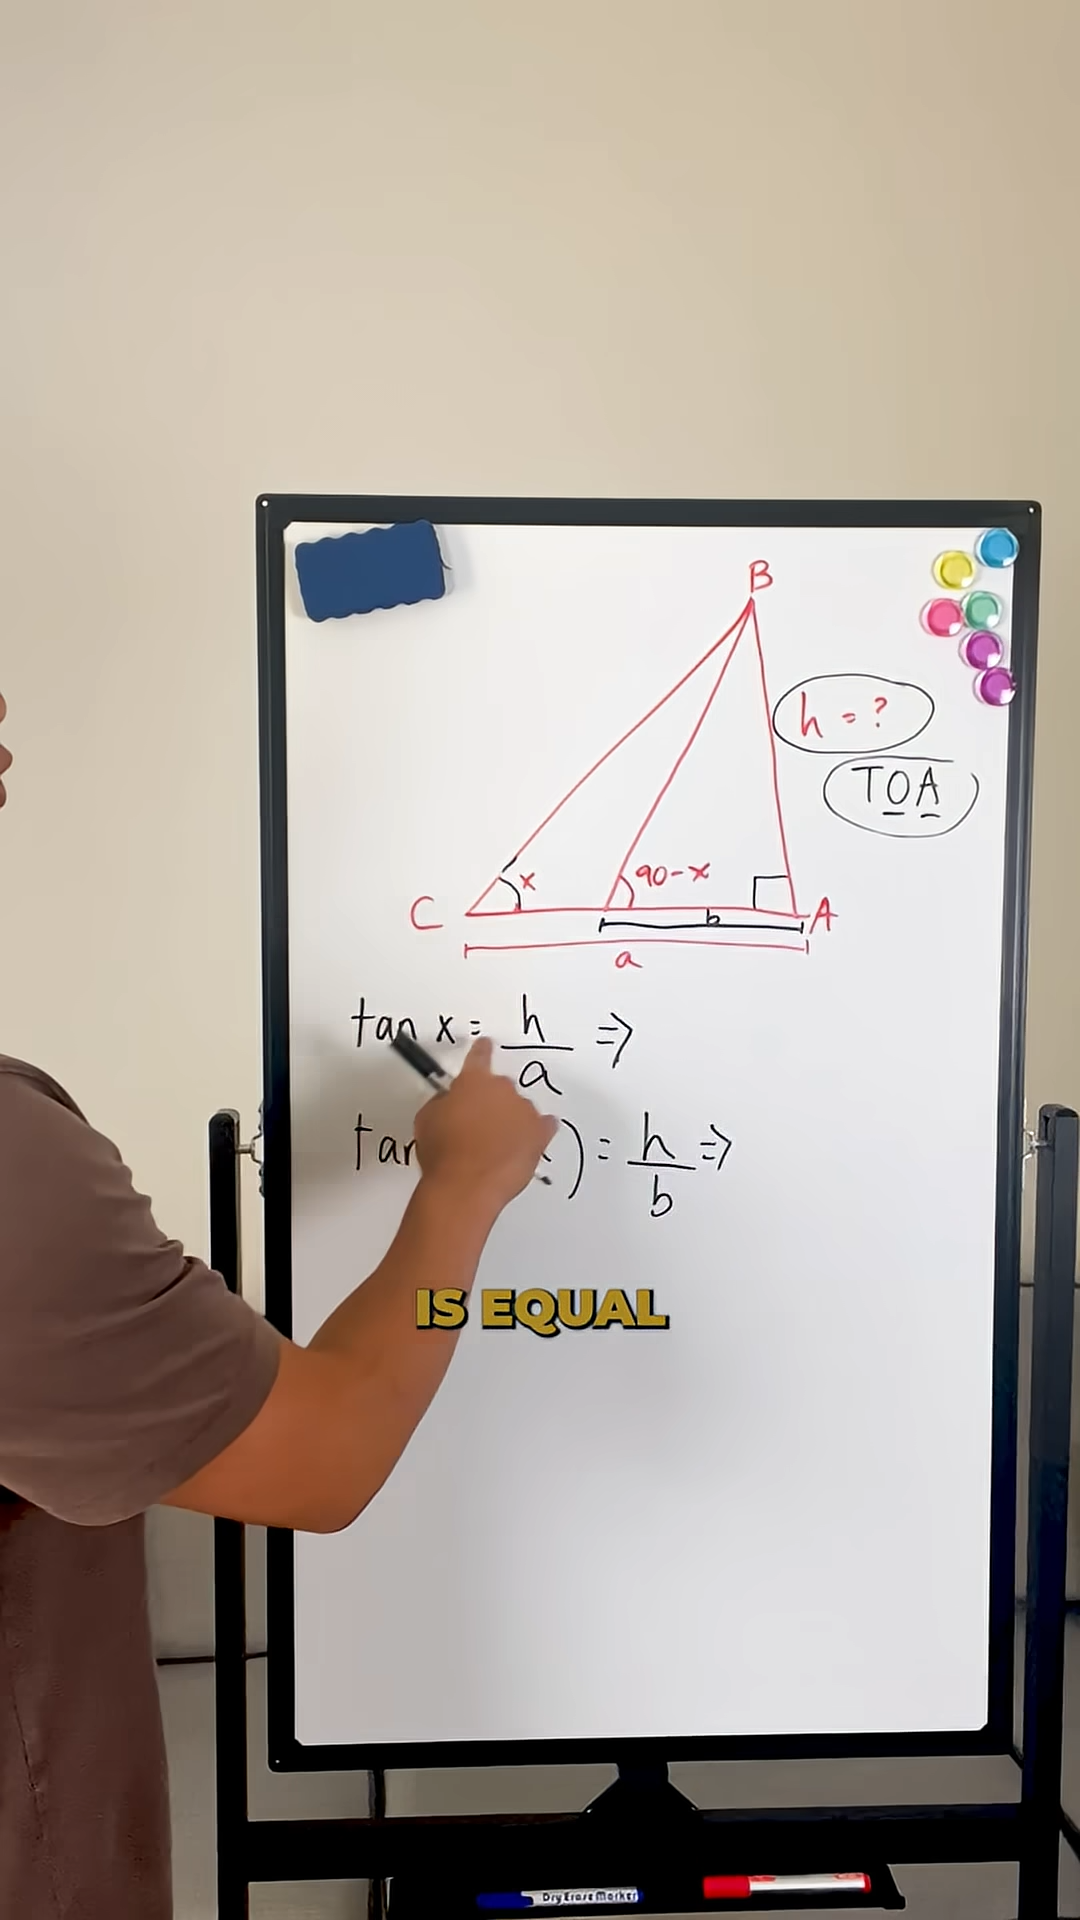 B
h = ?
TOA
x
90-x
C
b
A
a
tan x = h/a ⇒
tan ) = h/b ⇒
IS EQUAL
Dry Erase Marker